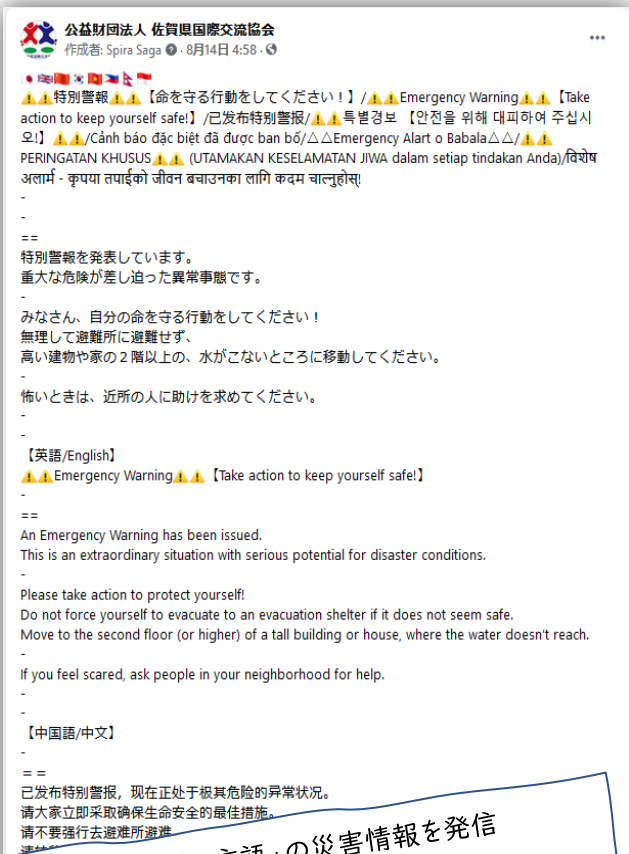 公益財団法人 佐賀県国際交流協会
作成者: Spira Saga · 8月14日 4:58 ·
🇯🇵🇬🇧🇨🇳🇰🇷🇻🇳🇵🇭🇳🇵🇮🇩
⚠️⚠️特別警報⚠️⚠️【命を守る行動をしてください！】/⚠️⚠️Emergency Warning⚠️⚠️【Take
action to keep yourself safe!】/已发布特别警报/⚠️⚠️특별경보 【안전을 위해 대피하여 주십시
오!】⚠️⚠️/Cảnh báo đặc biệt đã được ban bố/△△Emergency Alart o Babala△△/⚠️⚠️
PERINGATAN KHUSUS⚠️⚠️ (UTAMAKAN KESELAMATAN JIWA dalam setiap tindakan Anda)/विशेष
अलार्म - कृपया तपाईको जीवन बचाउनका लागि कदम चाल्नुहोस्!
-
-
==
特別警報を発表しています。
重大な危険が差し迫った異常事態です。
-
みなさん、自分の命を守る行動をしてください！
無理して避難所に避難せず、
高い建物や家の２階以上の、水がこないところに移動してください。
-
怖いときは、近所の人に助けを求めてください。
-
-
【英語/English】
⚠️⚠️Emergency Warning⚠️⚠️【Take action to keep yourself safe!】
-
==
An Emergency Warning has been issued.
This is an extraordinary situation with serious potential for disaster conditions.
-
Please take action to protect yourself!
Do not force yourself to evacuate to an evacuation shelter if it does not seem safe.
Move to the second floor (or higher) of a tall building or house, where the water doesn't reach.
-
If you feel scared, ask people in your neighborhood for help.
-
-
【中国語/中文】
-
==
已发布特别警报，现在正处于极其危险的异常状况。
请大家立即采取确保生命安全的最佳措施。
请不要强行去避难所避难
の災害情報を発信